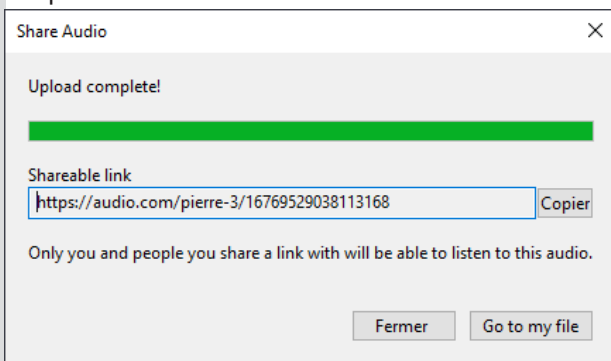 Share Audio
Upload complete!
Shareable link
https://audio.com/pierre-3/16769529038113168
Copier
Only you and people you share a link with will be able to listen to this audio.
Fermer
Go to my file